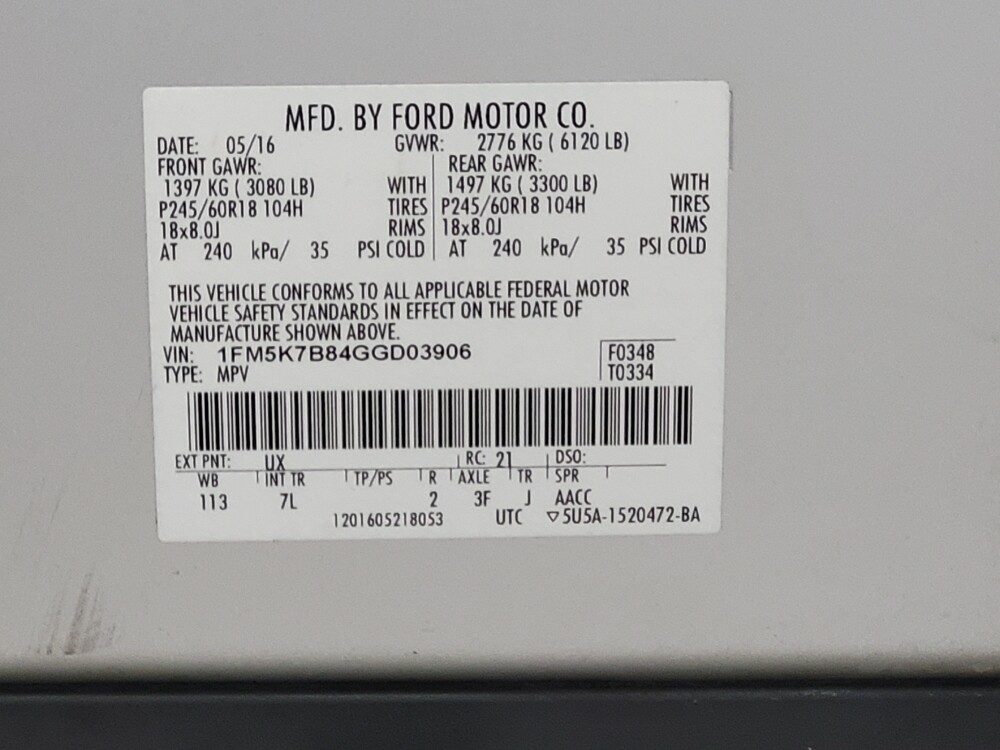 MFD. BY FORD MOTOR CO.
DATE: 05/16 GVWR: 2776 KG ( 6120 LB)
FRONT GAWR: REAR GAWR:
1397 KG ( 3080 LB) WITH 1497 KG ( 3300 LB) WITH
P245/60R18 104H TIRES P245/60R18 104H TIRES
18x8.0J RIMS 18x8.0J RIMS
AT 240 kPa/ 35 PSI COLD AT 240 kPa/ 35 PSI COLD
THIS VEHICLE CONFORMS TO ALL APPLICABLE FEDERAL MOTOR
VEHICLE SAFETY STANDARDS IN EFFECT ON THE DATE OF
MANUFACTURE SHOWN ABOVE.
VIN: 1FM5K7B84GGD03906 F0348
TYPE: MPV T0334
EXT PNT: UX RC: 21 DSO:
WB INT TR TP/PS R AXLE TR SPR
113 7L 2 3F J AACC
1201605218053 UTC ▽5U5A-1520472-BA